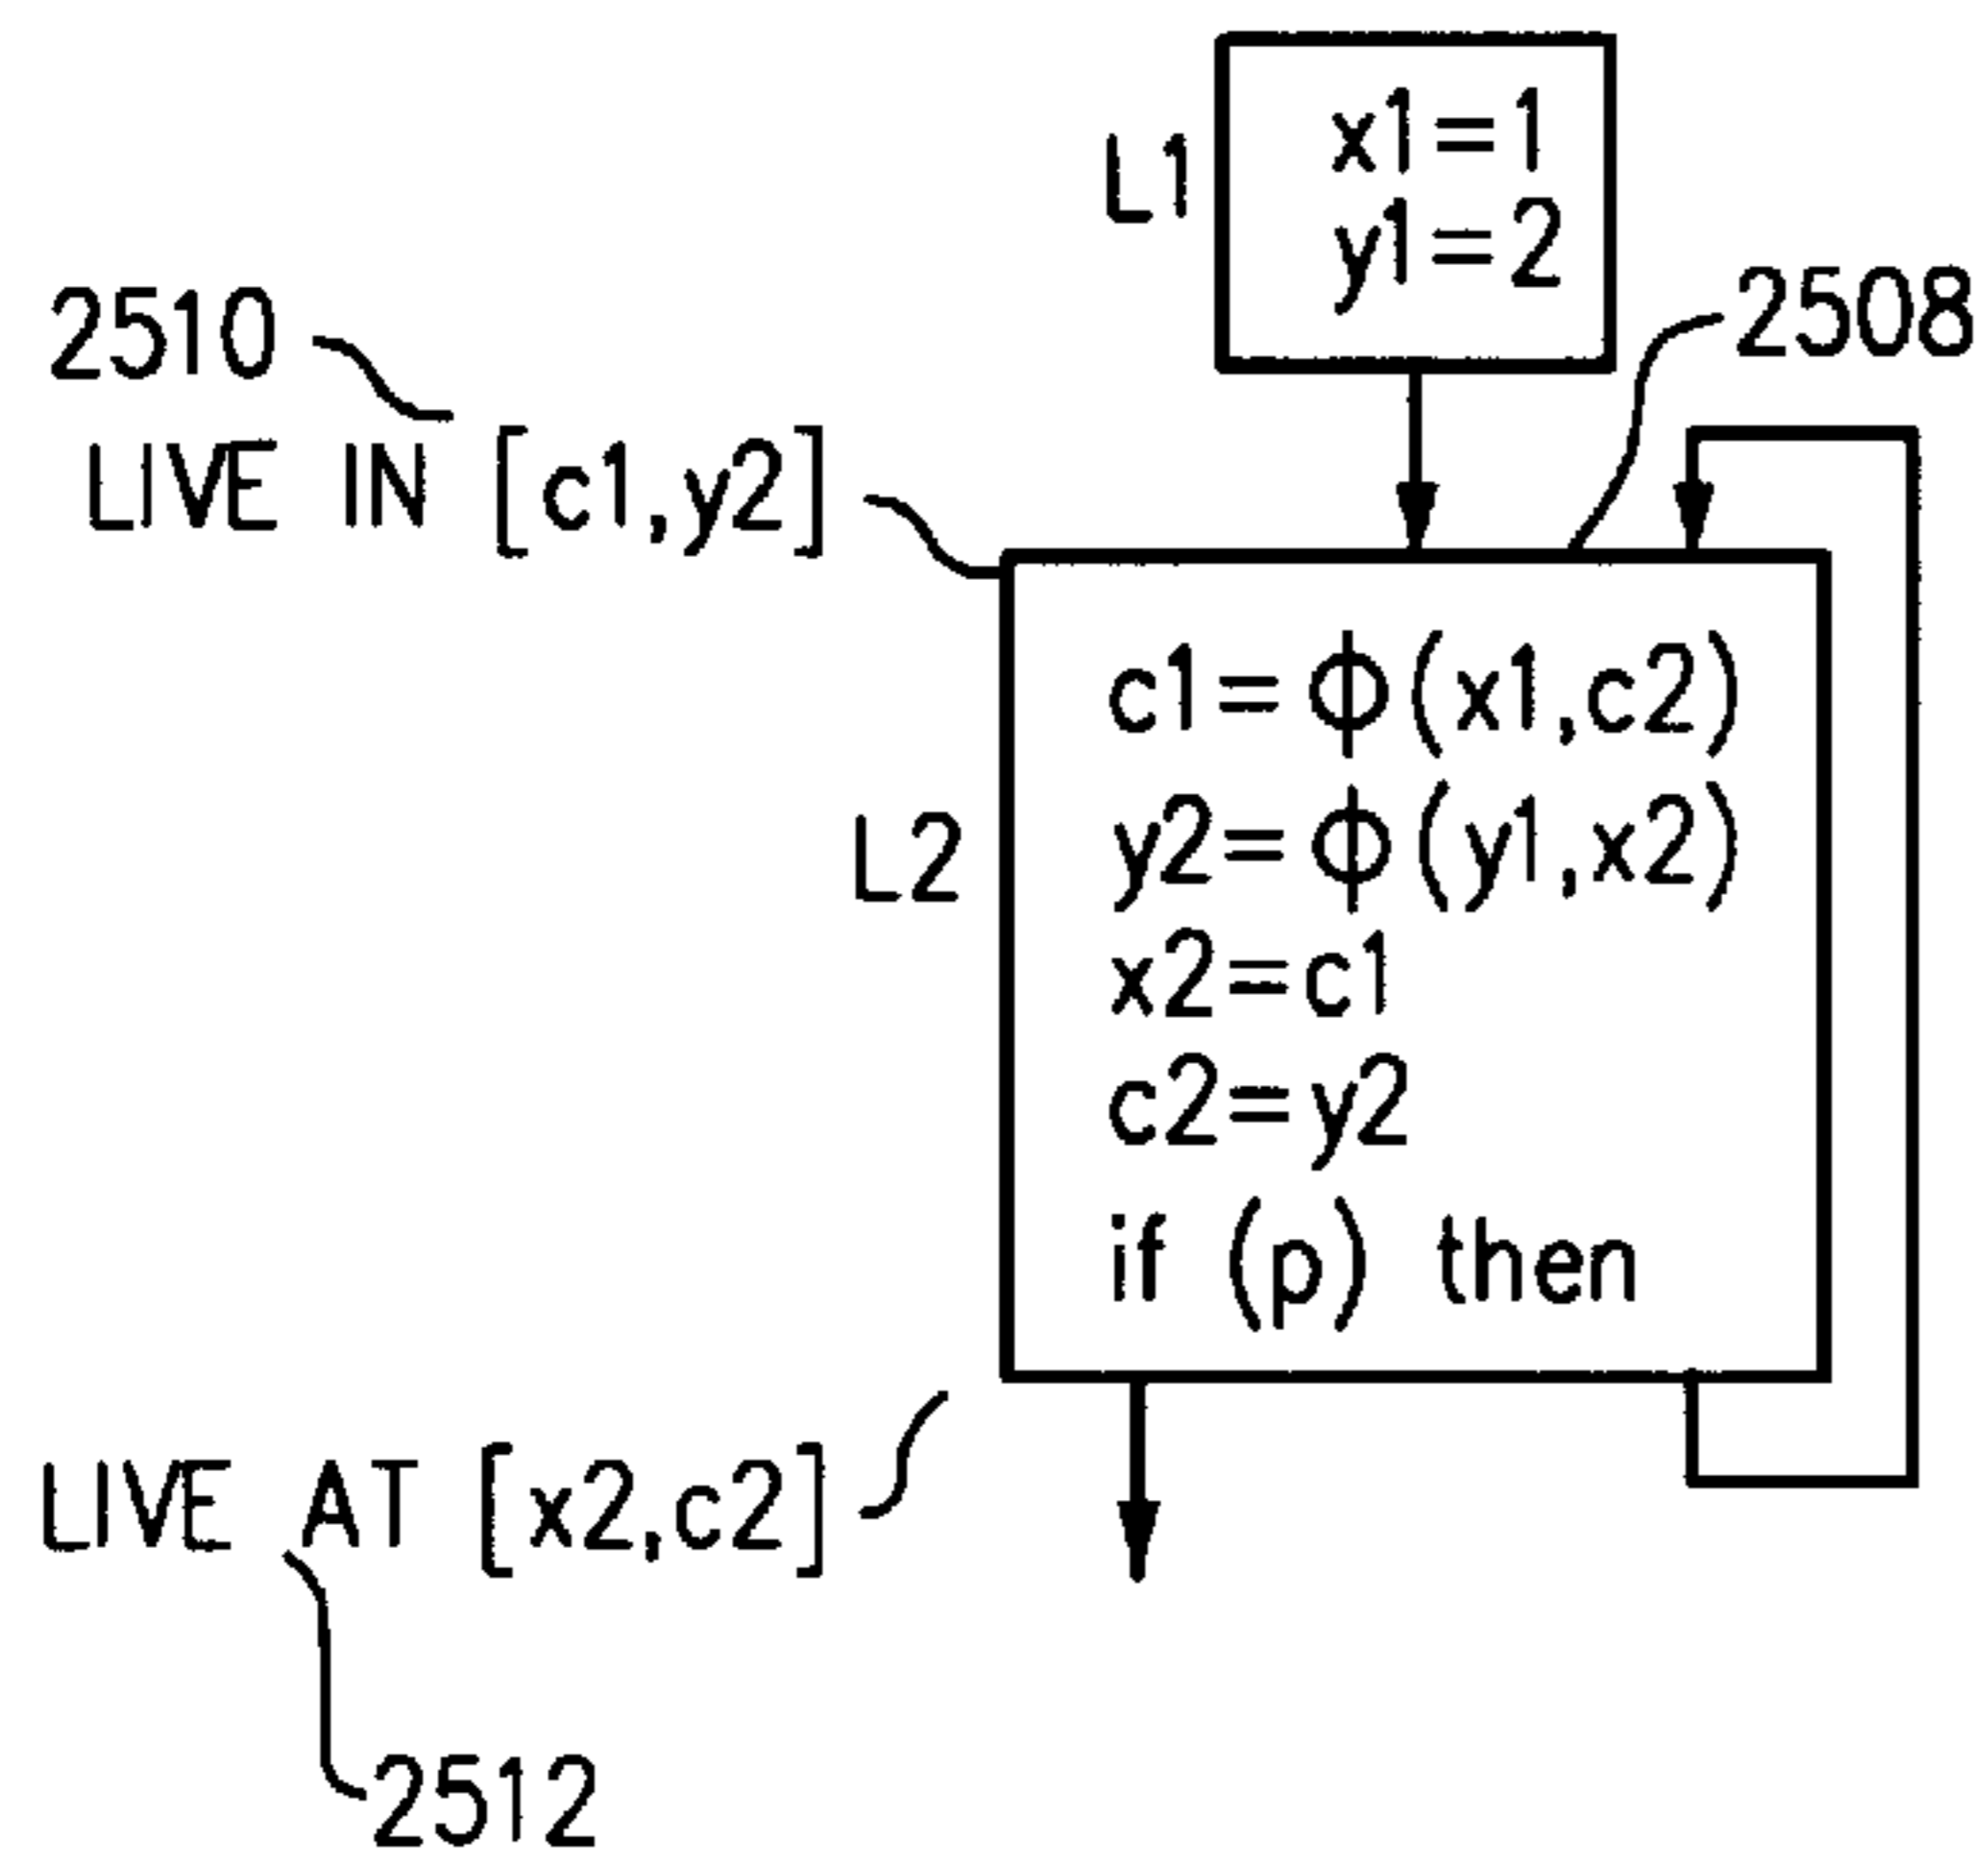 L1
x1=1
y1=2
2510
2508
LIVE IN [c1,y2]
c1=ϕ(x1,c2)
y2=ϕ(y1,x2)
L2
x2=c1
c2=y2
if (p) then
LIVE AT [x2,c2]
2512